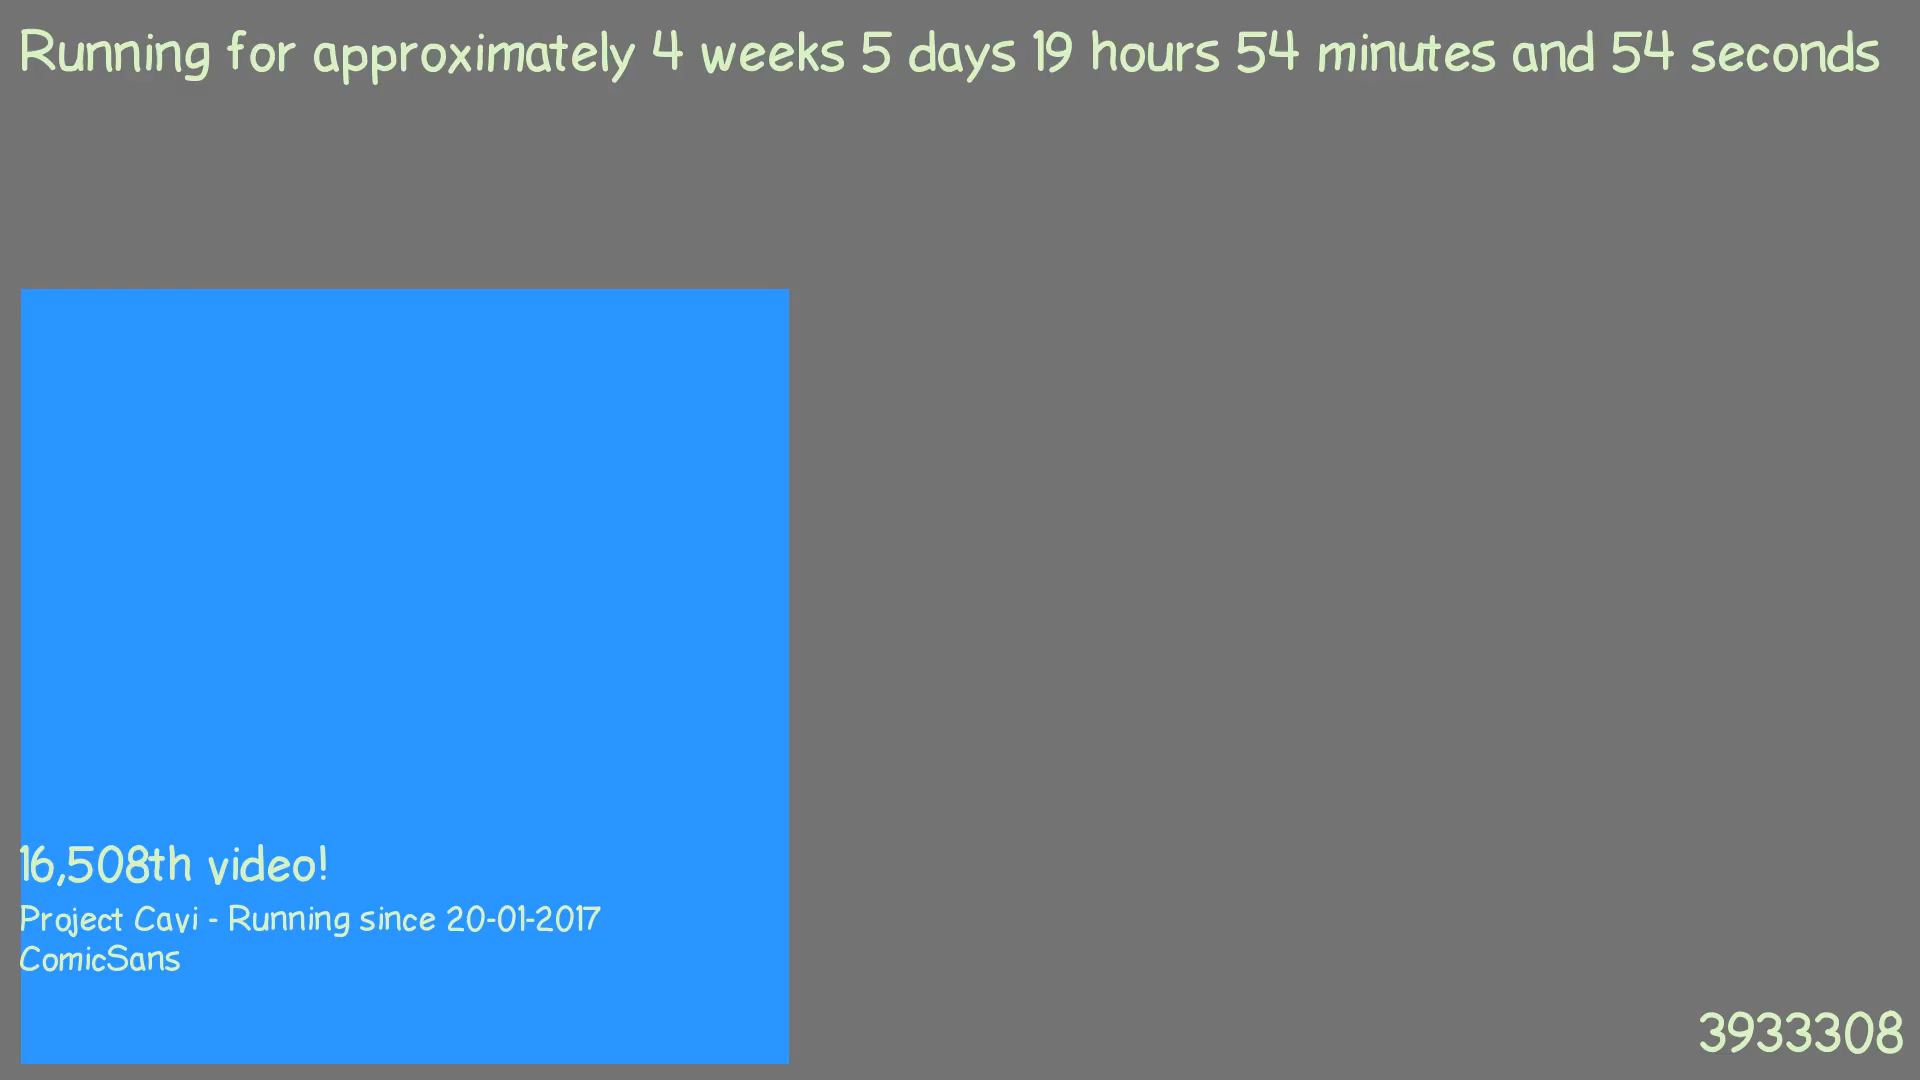 Running for approximately 4 weeks 5 days 19 hours 54 minutes and 54 seconds
16,508th video!
Project Cavi - Running since 20-01-2017
ComicSans
3933308